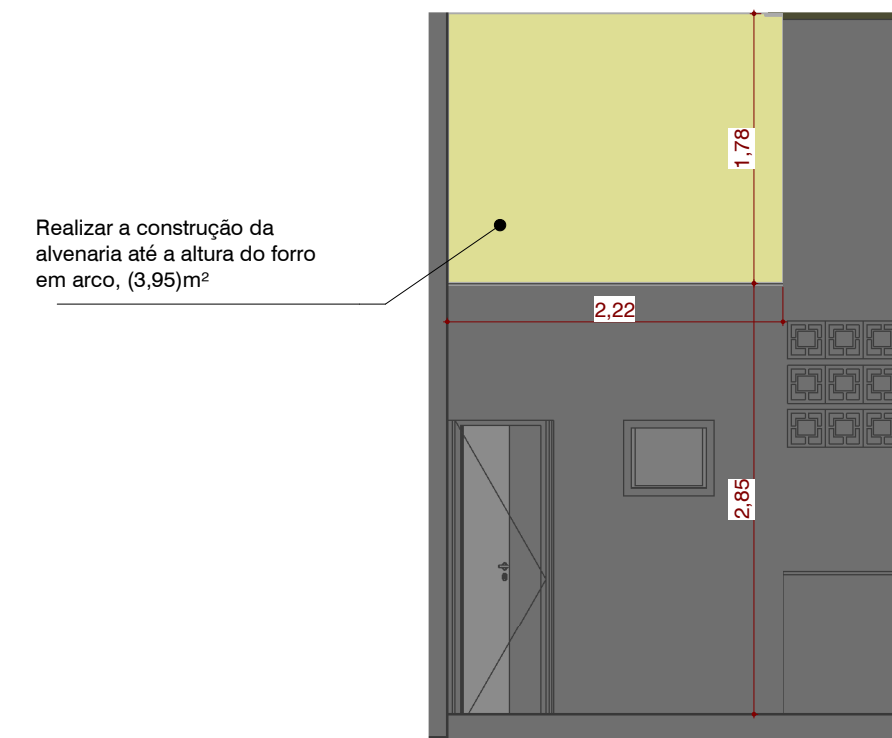 1,78
Realizar a construção da
alvenaria até a altura do forro
em arco, (3,95)m²
2,22
2,85